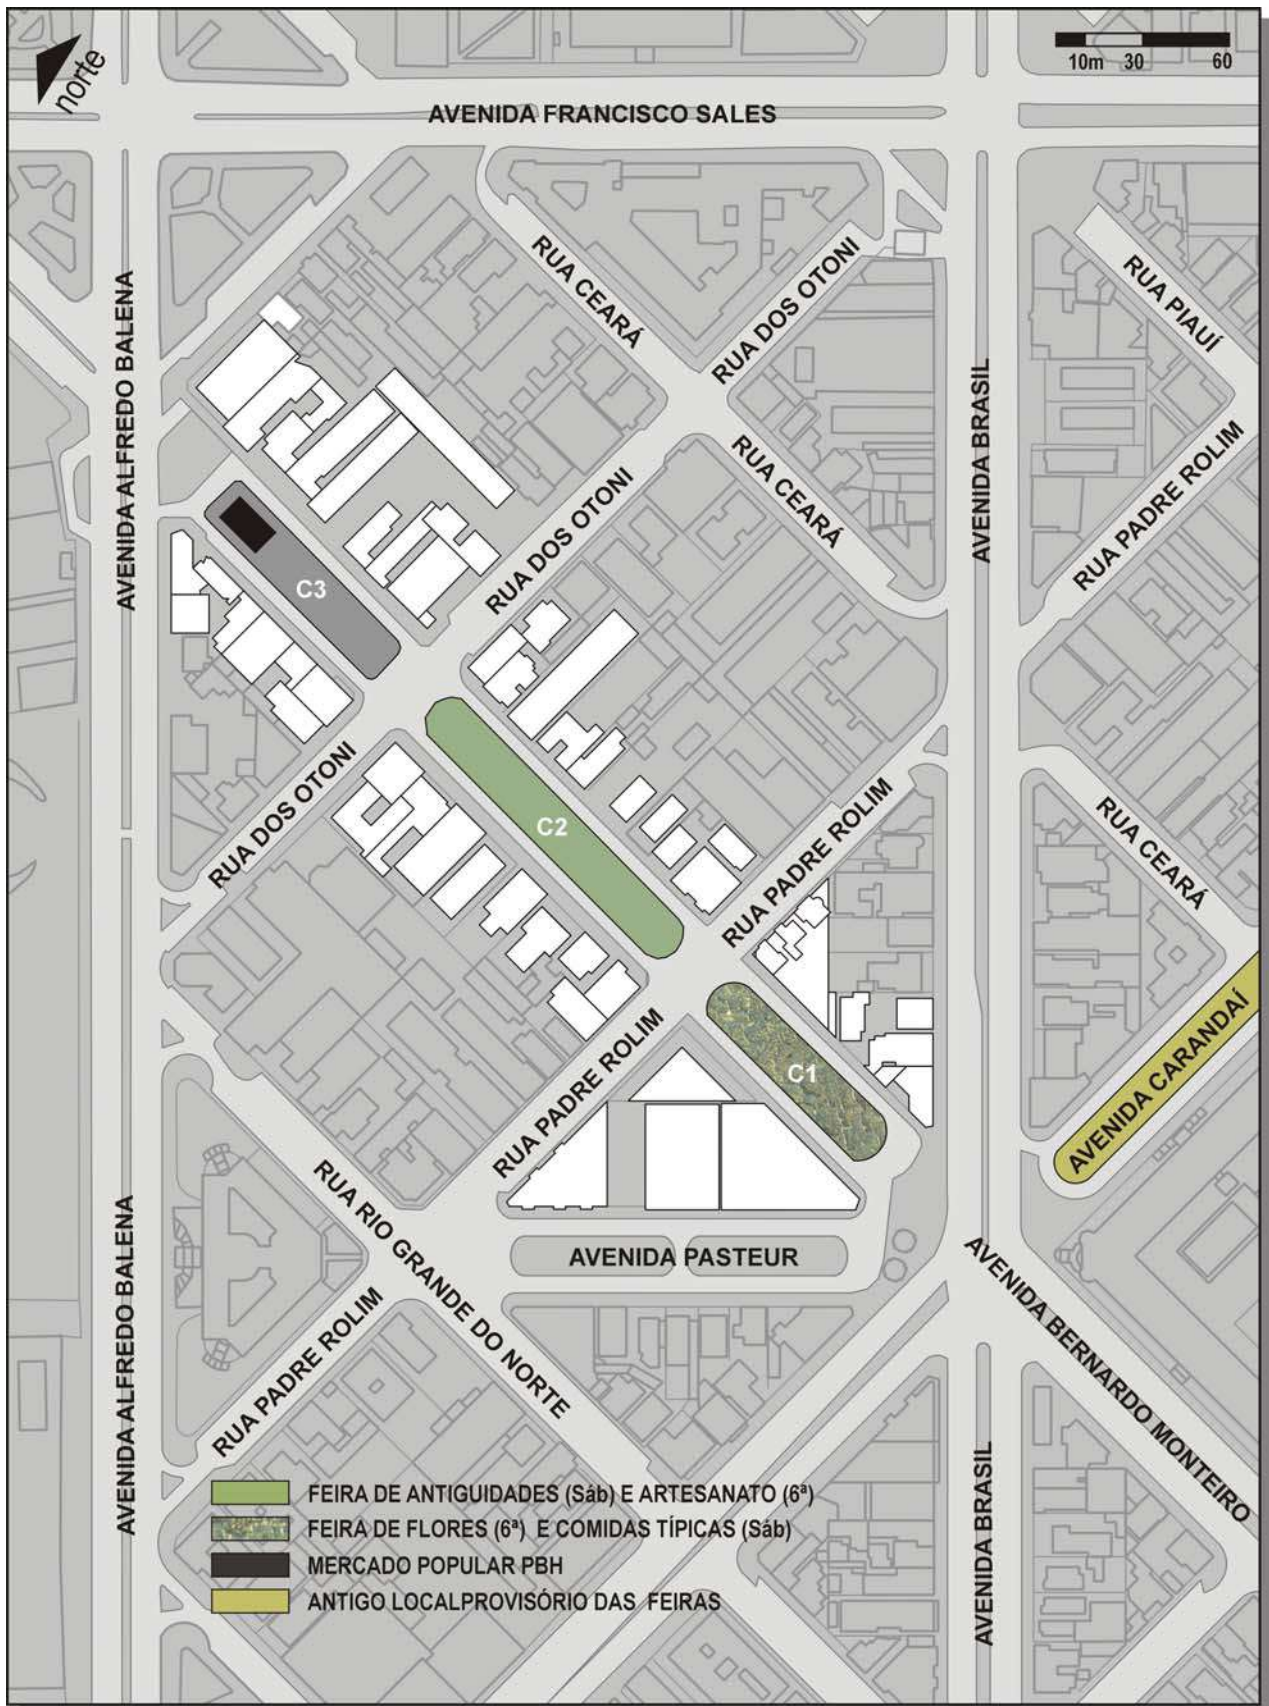 norte
10m 30 60
AVENIDA FRANCISCO SALES
RUA CEARÁ
RUA DOS OTONI
RUA PIAUÍ
AVENIDA ALFREDO BALENA
AVENIDA BRASIL
RUA PADRE ROLIM
RUA CEARÁ
RUA DOS OTONI
C3
RUA DOS OTONI
C2
RUA PADRE ROLIM
RUA CEARÁ
C1
RUA PADRE ROLIM
AVENIDA CARANDAÍ
RUA RIO GRANDE DO NORTE
AVENIDA PASTEUR
AVENIDA ALFREDO BALENA
RUA PADRE ROLIM
AVENIDA BERNARDO MONTEIRO
AVENIDA BRASIL
FEIRA DE ANTIGUIDADES (Sáb) E ARTESANATO (6ª)
FEIRA DE FLORES (6ª) E COMIDAS TÍPICAS (Sáb)
MERCADO POPULAR PBH
ANTIGO LOCALPROVISÓRIO DAS FEIRAS